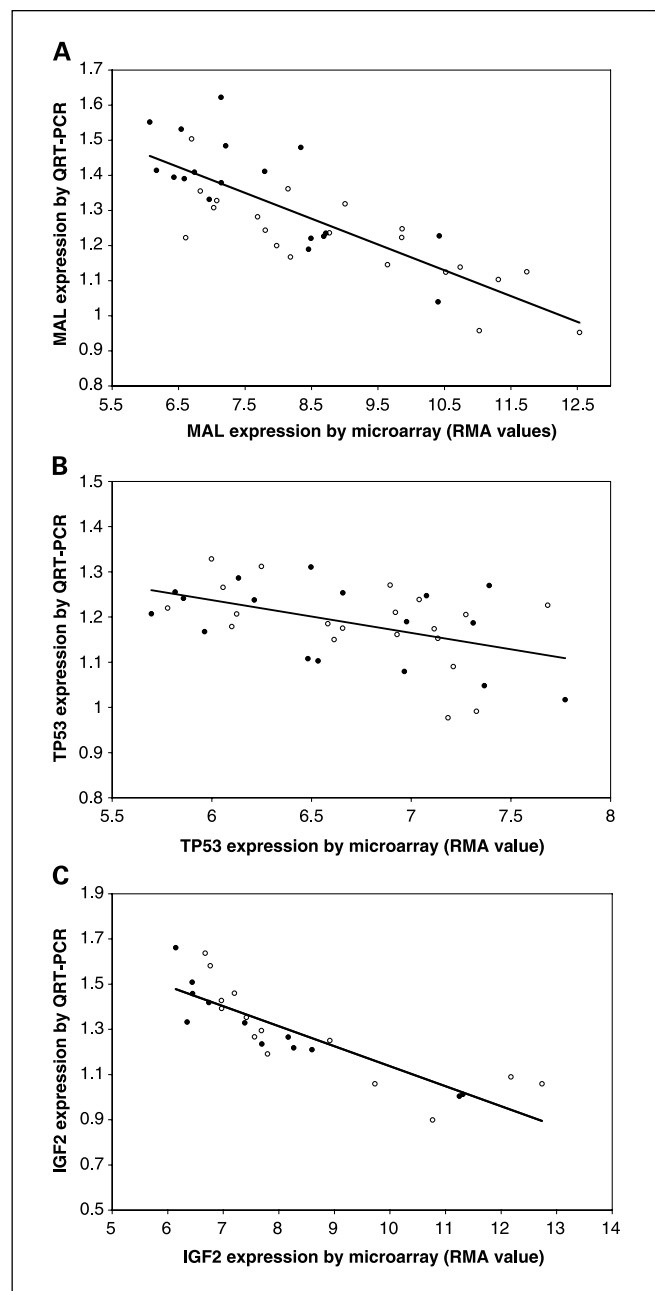 A
1.7
1.6
1.5
1.4
1.3
1.2
1.1
1
0.9
0.8
MAL expression by QRT-PCR
5.5 6.5 7.5 8.5 9.5 10.5 11.5 12.5
MAL expression by microarray (RMA values)
B
1.5
1.4
1.3
1.2
1.1
1
0.9
0.8
TP53 expression by QRT-PCR
5.5 6 6.5 7 7.5 8
TP53 expression by microarray (RMA value)
C
1.9
1.7
1.5
1.3
1.1
0.9
0.7
0.5
IGF2 expression by QRT-PCR
5 6 7 8 9 10 11 12 13 14
IGF2 expression by microarray (RMA value)